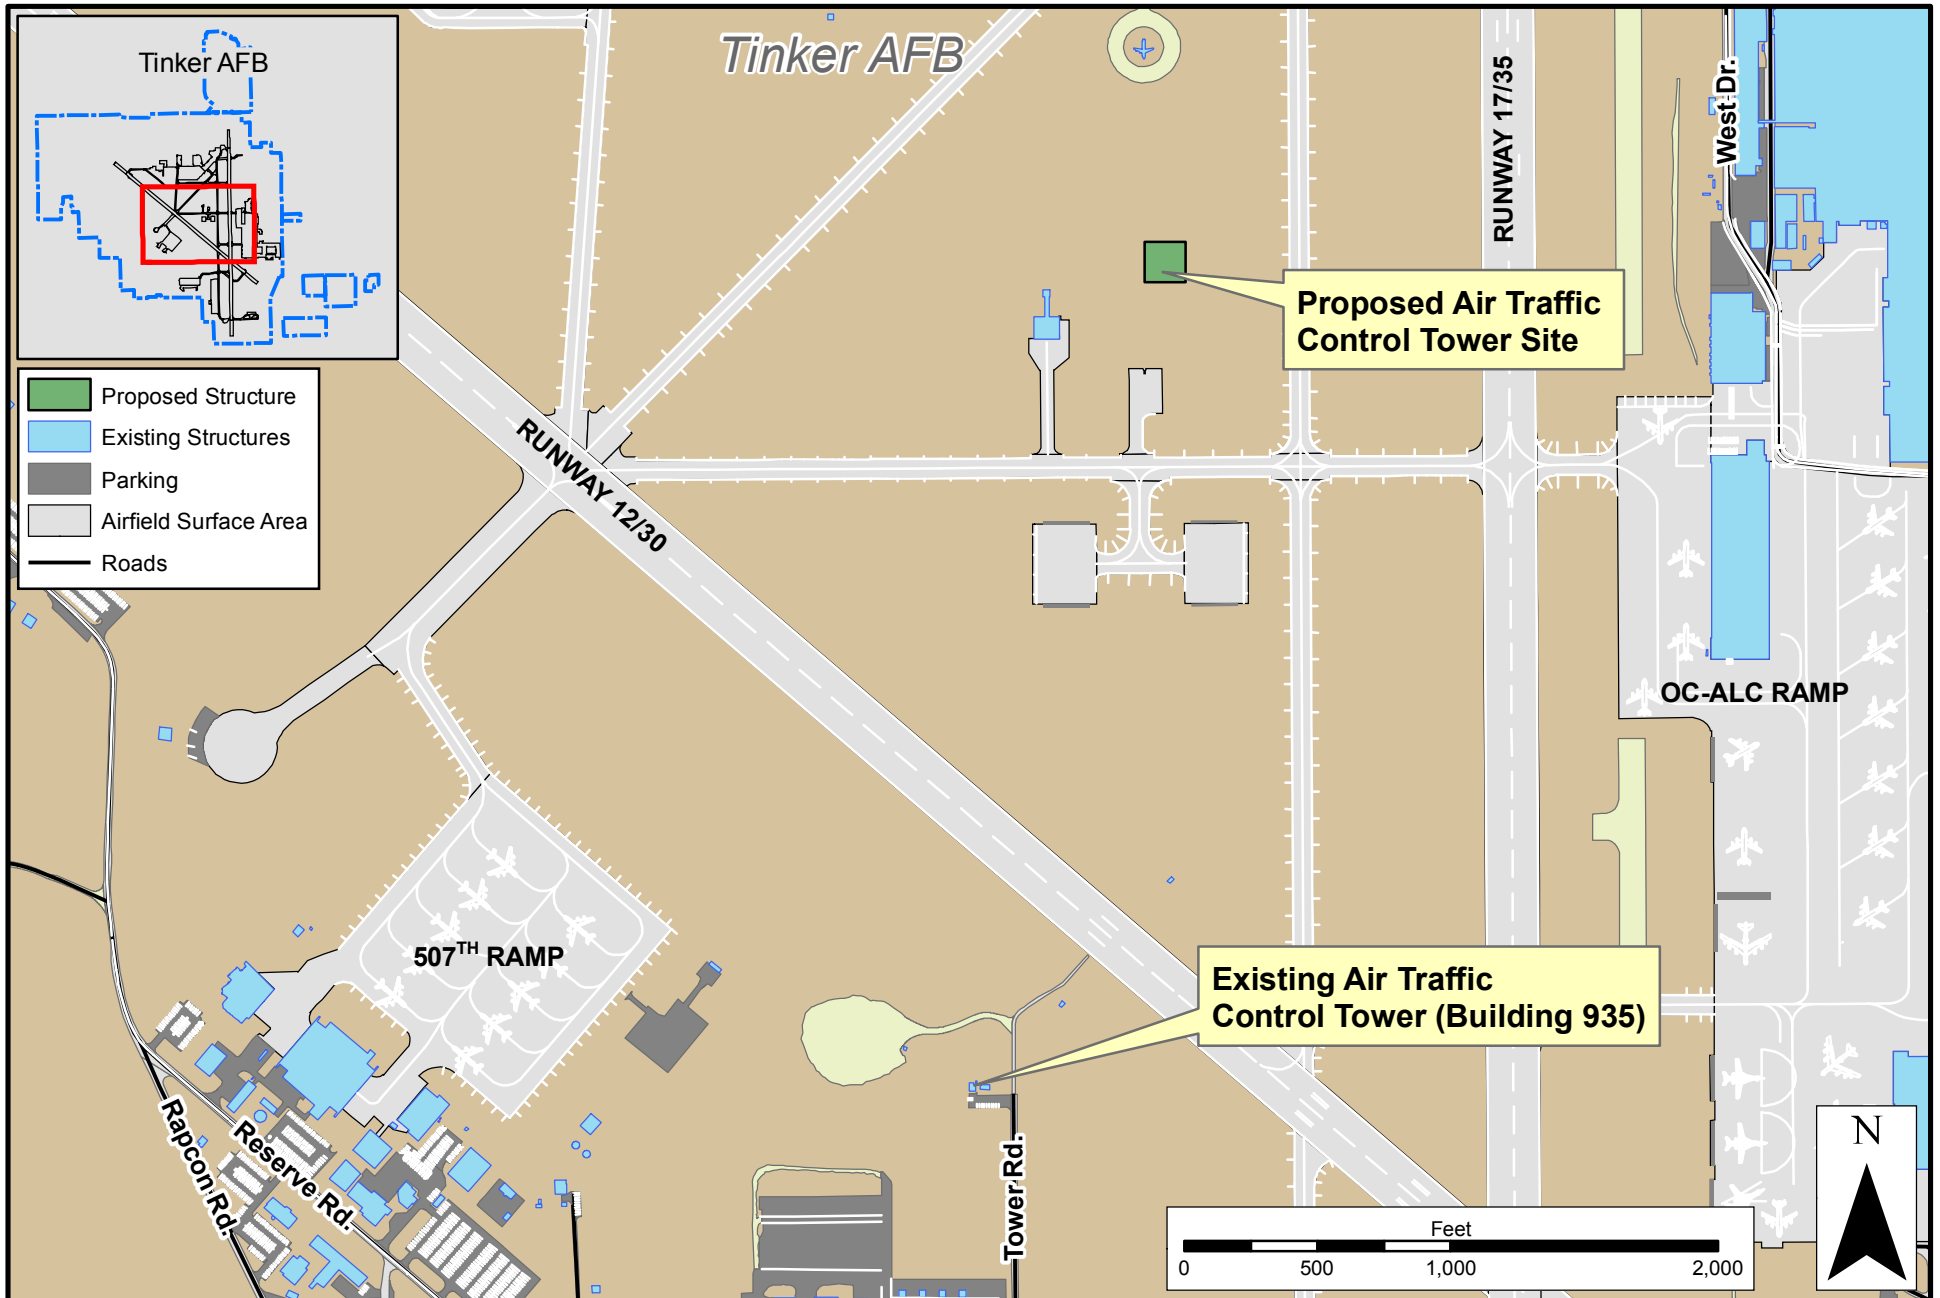 Tinker AFB
Tinker AFB
RUNWAY 17/35
West Dr.
Proposed Air Traffic
Control Tower Site
Proposed Structure
Existing Structures
Parking
Airfield Surface Area
Roads
RUNWAY 12/30
OC-ALC RAMP
507TH RAMP
Existing Air Traffic
Control Tower (Building 935)
Rapcon Rd.
Reserve Rd.
Tower Rd.
N
Feet
0 500 1,000 2,000